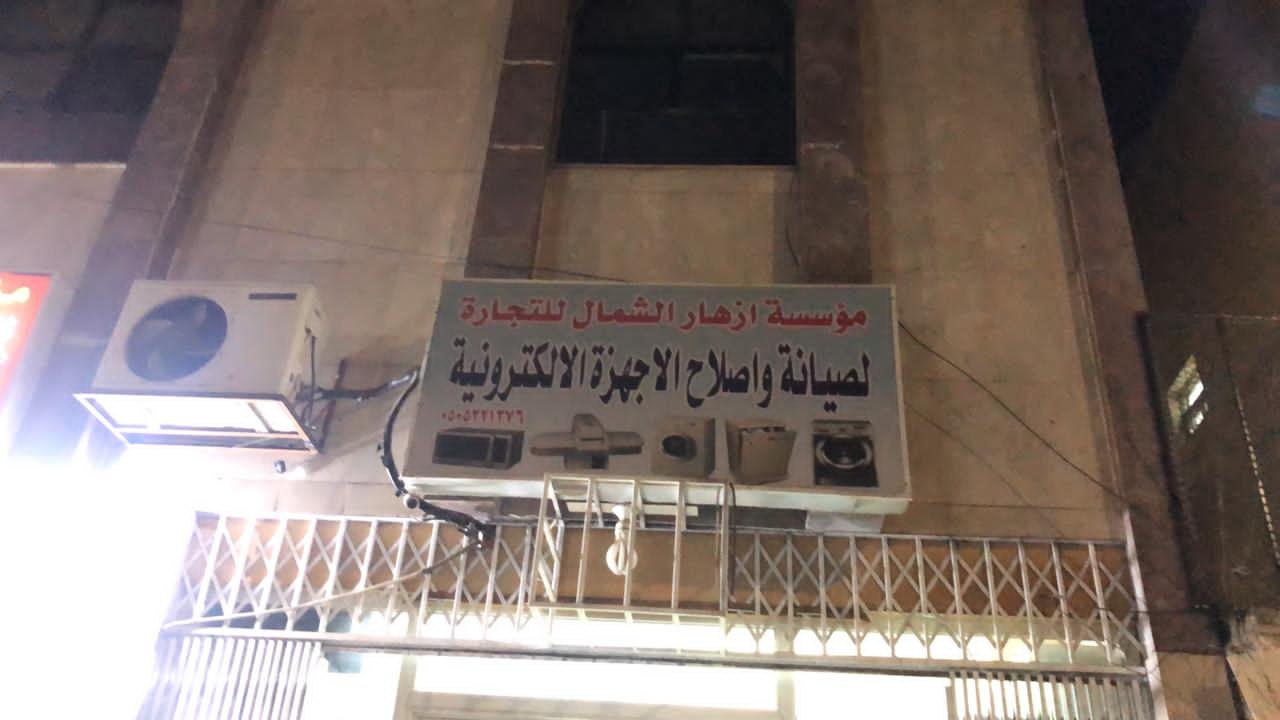 مؤسسة ازهار الشمال للتجارة
لصيانة واصلاح الاجهزة الالكترونية
٠٥٠٥٣٢١٣٧٦